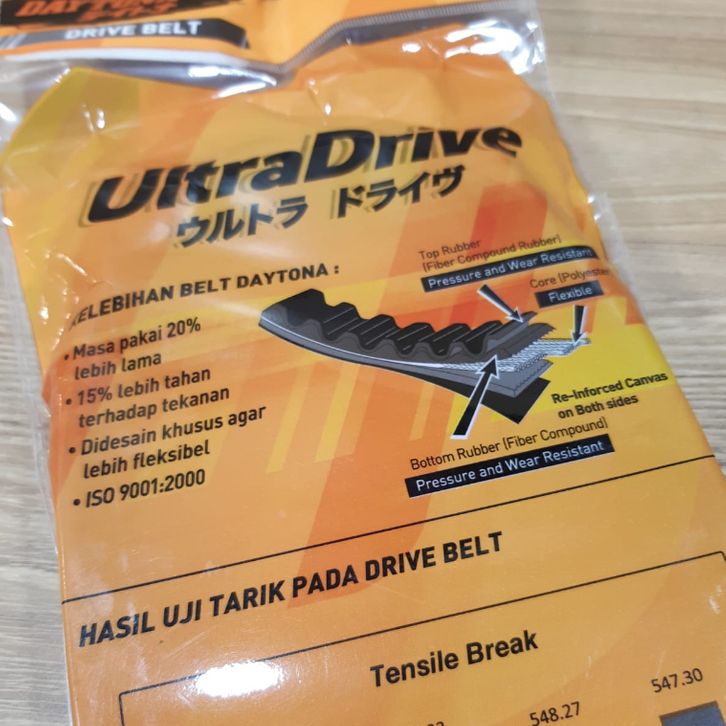 DAYTONA
DRIVE BELT
UltraDrive
ウルトラ ドライヴ
KELEBIHAN BELT DAYTONA :
• Masa pakai 20%
lebih lama
• 15% lebih tahan
terhadap tekanan
• Didesain khusus agar
lebih fleksibel
• ISO 9001:2000
Top Rubber
(Fiber Compound Rubber)
Pressure and Wear Resistant
Core (Polyester
Flexible
Re-Inforced Canvas
on Both sides
Bottom Rubber (Fiber Compound)
Pressure and Wear Resistant
HASIL UJI TARIK PADA DRIVE BELT
Tensile Break
548.27
547.30